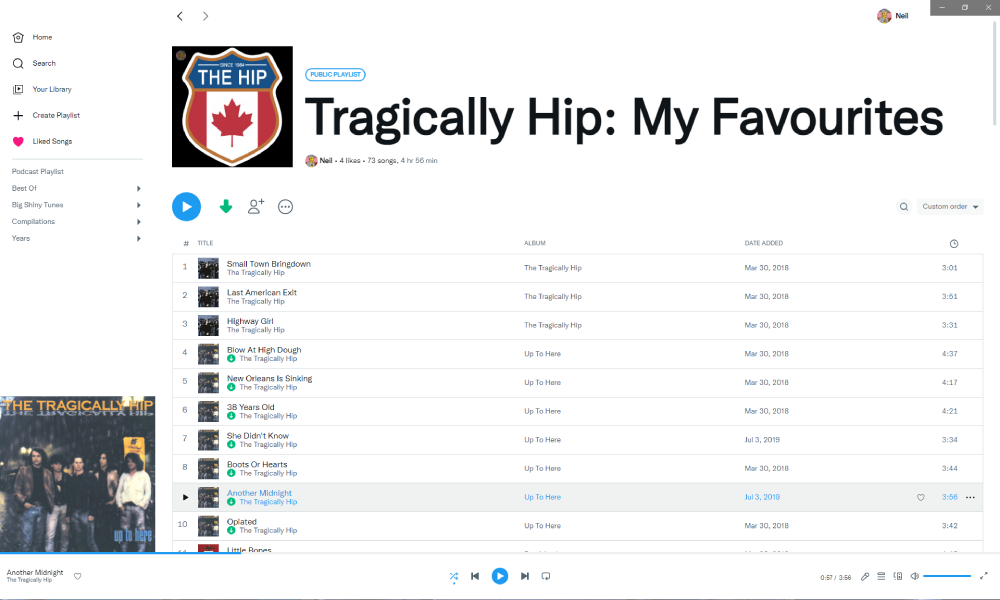 Neil
Home
Search
Your Library
Create Playlist
Liked Songs
Podcast Playlist
Best Of
Big Shiny Tunes
Compilations
Years
SINCE 1984
THE HIP
PUBLIC PLAYLIST
Tragically Hip: My Favourites
Neil • 4 likes • 73 songs, 4 hr 56 min
Custom order
# TITLE ALBUM DATE ADDED
1 Small Town Bringdown The Tragically Hip Mar 30, 2018 3:01
The Tragically Hip
2 Last American Exit The Tragically Hip Mar 30, 2018 3:51
The Tragically Hip
3 Highway Girl The Tragically Hip Mar 30, 2018 3:31
The Tragically Hip
4 Blow At High Dough Up To Here Mar 30, 2018 4:37
The Tragically Hip
5 New Orleans Is Sinking Up To Here Mar 30, 2018 4:17
The Tragically Hip
6 38 Years Old Up To Here Mar 30, 2018 4:21
The Tragically Hip
7 She Didn't Know Up To Here Jul 3, 2019 3:34
The Tragically Hip
8 Boots Or Hearts Up To Here Mar 30, 2018 3:44
The Tragically Hip
Another Midnight Up To Here Jul 3, 2019 3:56
The Tragically Hip
10 Opiated Up To Here Mar 30, 2018 3:42
The Tragically Hip
Little Bones
THE TRAGICALLY HIP
up to here
Another Midnight
The Tragically Hip
0:57 / 3:56